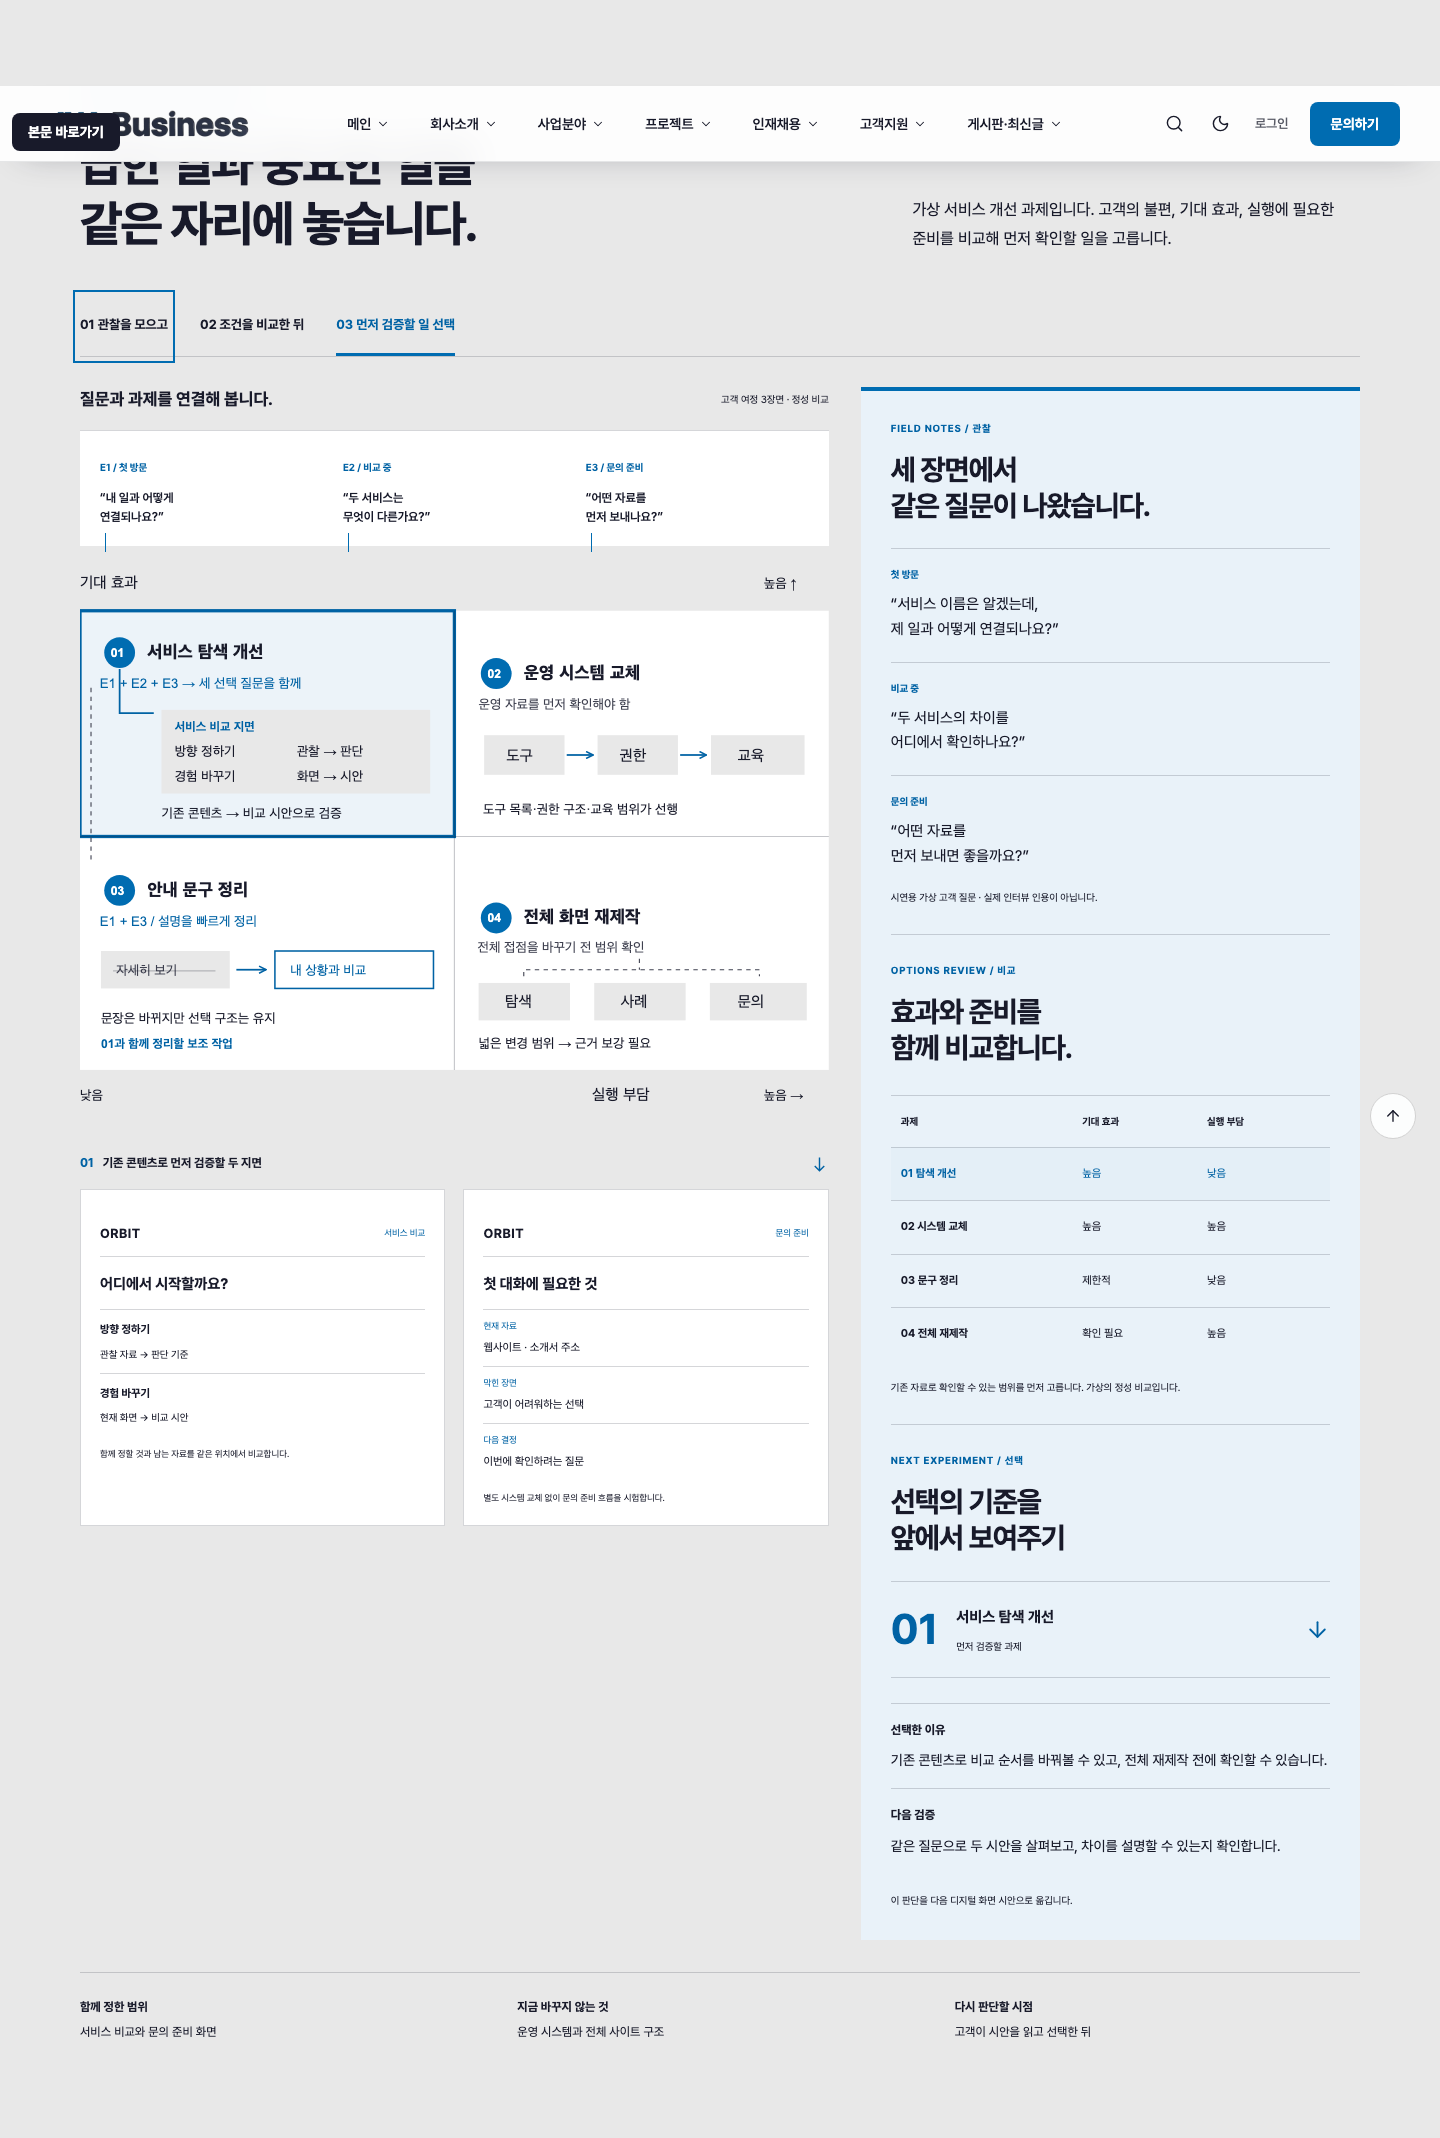 본문 바로가기
Business
메인
회사소개
사업분야
프로젝트
인재채용
고객지원
게시판·최신글
로그인
문의하기
급한 일과 중요한 일을
같은 자리에 놓습니다.
가상 서비스 개선 과제입니다. 고객의 불편, 기대 효과, 실행에 필요한
준비를 비교해 먼저 확인할 일을 고릅니다.
01 관찰을 모으고
02 조건을 비교한 뒤
03 먼저 검증할 일 선택
질문과 과제를 연결해 봅니다.
고객 여정 3장면 · 정성 비교
E1 / 첫 방문
“내 일과 어떻게
연결되나요?”
E2 / 비교 중
“두 서비스는
무엇이 다른가요?”
E3 / 문의 준비
“어떤 자료를
먼저 보내나요?”
기대 효과
높음 ↑
01 서비스 탐색 개선
E1 + E2 + E3 → 세 선택 질문을 함께
서비스 비교 지면
방향 정하기 관찰 → 판단
경험 바꾸기 화면 → 시안
기존 콘텐츠 → 비교 시안으로 검증
02 운영 시스템 교체
운영 자료를 먼저 확인해야 함
도구 권한 교육
도구 목록·권한 구조·교육 범위가 선행
03 안내 문구 정리
E1 + E3 / 설명을 빠르게 정리
자세히 보기 내 상황과 비교
문장은 바뀌지만 선택 구조는 유지
01과 함께 정리할 보조 작업
04 전체 화면 재제작
전체 접점을 바꾸기 전 범위 확인
탐색 사례 문의
넓은 변경 범위 → 근거 보강 필요
낮음
실행 부담
높음 →
01 기존 콘텐츠로 먼저 검증할 두 지면
↓
ORBIT 서비스 비교
어디에서 시작할까요?
방향 정하기
관찰 자료 → 판단 기준
경험 바꾸기
현재 화면 → 비교 시안
함께 정할 것과 남는 자료를 같은 위치에서 비교합니다.
ORBIT 문의 준비
첫 대화에 필요한 것
현재 자료
웹사이트 · 소개서 주소
막힌 장면
고객이 어려워하는 선택
다음 결정
이번에 확인하려는 질문
별도 시스템 교체 없이 문의 준비 흐름을 시험합니다.
FIELD NOTES / 관찰
세 장면에서
같은 질문이 나왔습니다.
첫 방문
“서비스 이름은 알겠는데,
제 일과 어떻게 연결되나요?”
비교 중
“두 서비스의 차이를
어디에서 확인하나요?”
문의 준비
“어떤 자료를
먼저 보내면 좋을까요?”
시연용 가상 고객 질문 · 실제 인터뷰 인용이 아닙니다.
OPTIONS REVIEW / 비교
효과와 준비를
함께 비교합니다.
과제 기대 효과 실행 부담
01 탐색 개선 높음 낮음
02 시스템 교체 높음 높음
03 문구 정리 제한적 낮음
04 전체 재제작 확인 필요 높음
기존 자료로 확인할 수 있는 범위를 먼저 고릅니다. 가상의 정성 비교입니다.
NEXT EXPERIMENT / 선택
선택의 기준을
앞에서 보여주기
01 서비스 탐색 개선
먼저 검증할 과제
↓
선택한 이유
기존 콘텐츠로 비교 순서를 바꿔볼 수 있고, 전체 재제작 전에 확인할 수 있습니다.
다음 검증
같은 질문으로 두 시안을 살펴보고, 차이를 설명할 수 있는지 확인합니다.
이 판단을 다음 디지털 화면 시안으로 옮깁니다.
함께 정한 범위
서비스 비교와 문의 준비 화면
지금 바꾸지 않는 것
운영 시스템과 전체 사이트 구조
다시 판단할 시점
고객이 시안을 읽고 선택한 뒤